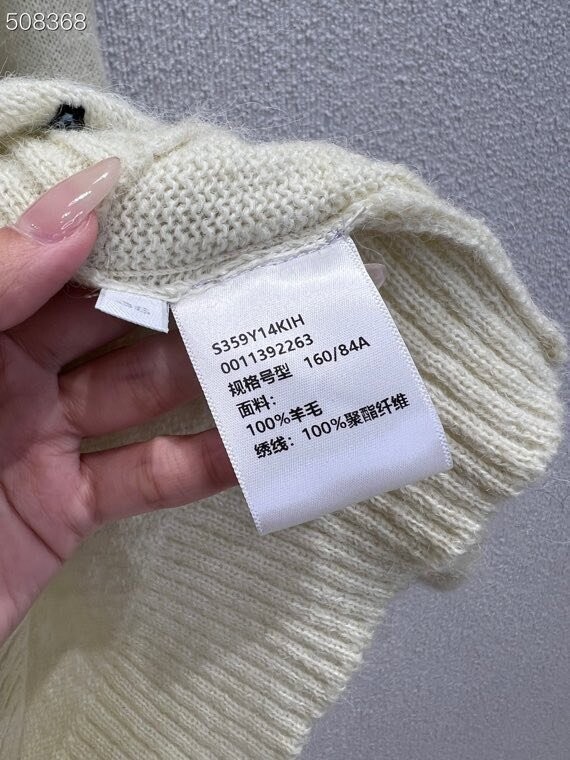 508368
S359Y14KIH
0011392263
规格号型 160/84A
面料：
100%羊毛
绣线：100%聚酯纤维